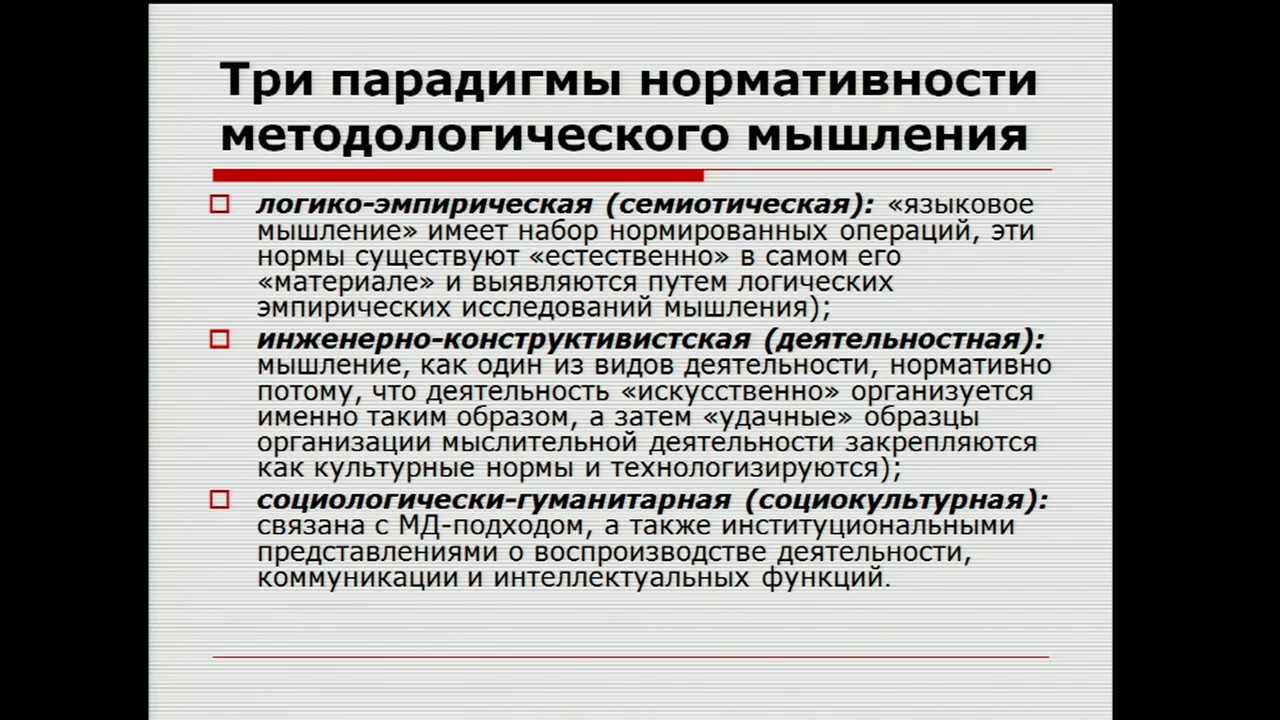 Три парадигмы нормативности
методологического мышления
логико-эмпирическая (семиотическая): «языковое
мышление» имеет набор нормированных операций, эти
нормы существуют «естественно» в самом его
«материале» и выявляются путем логических
эмпирических исследований мышления);
инженерно-конструктивистская (деятельностная):
мышление, как один из видов деятельности, нормативно
потому, что деятельность «искусственно» организуется
именно таким образом, а затем «удачные» образцы
организации мыслительной деятельности закрепляются
как культурные нормы и технологизируются);
социологически-гуманитарная (социокультурная):
связана с МД-подходом, а также институциональными
представлениями о воспроизводстве деятельности,
коммуникации и интеллектуальных функций.